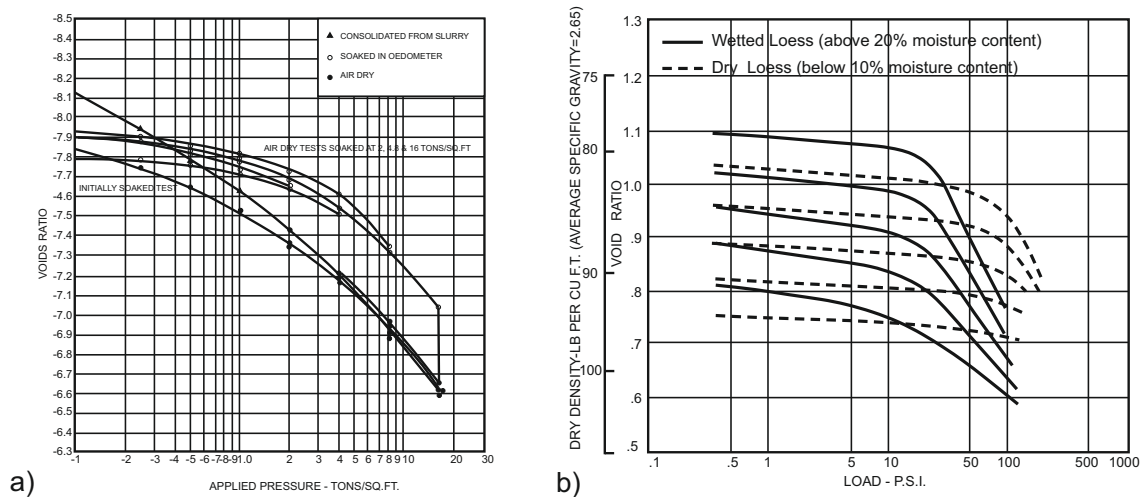 -8.5
-8.4
-8.3
-8.2
-8.1
-8.0
-7.9
-7.8
-7.7
-4.6
-7.5
-7.4
-7.3
-7.2
-7.1
-7.0
-6.9
-6.8
-6.7
-6.6
-6.5
-6.4
-6.3
VOIDS RATIO
CONSOLIDATED FROM SLURRY
SOAKED IN OEDOMETER
AIR DRY
AIR DRY TESTS SOAKED AT 2, 4.8 & 16 TONS/SQ.FT
INITIALLY SOAKED TEST
-1 -2 -3 -4 -5 -6 -7-8-91.0 2 3 4 5 6 7 8 910 20 30
APPLIED PRESSURE - TONS/SQ.FT.
a)
DRY DENSITY-LB PER CU F.T. (AVERAGE SPECIFIC GRAVITY=2.65)
75
80
90
100
VOID RATIO
1.3
1.2
1.1
1.0
.9
.8
.7
.6
.5
Wetted Loess (above 20% moisture content)
Dry Loess (below 10% moisture content)
.1 .5 1 5 10 50 100 500 1000
LOAD - P.S.I.
b)